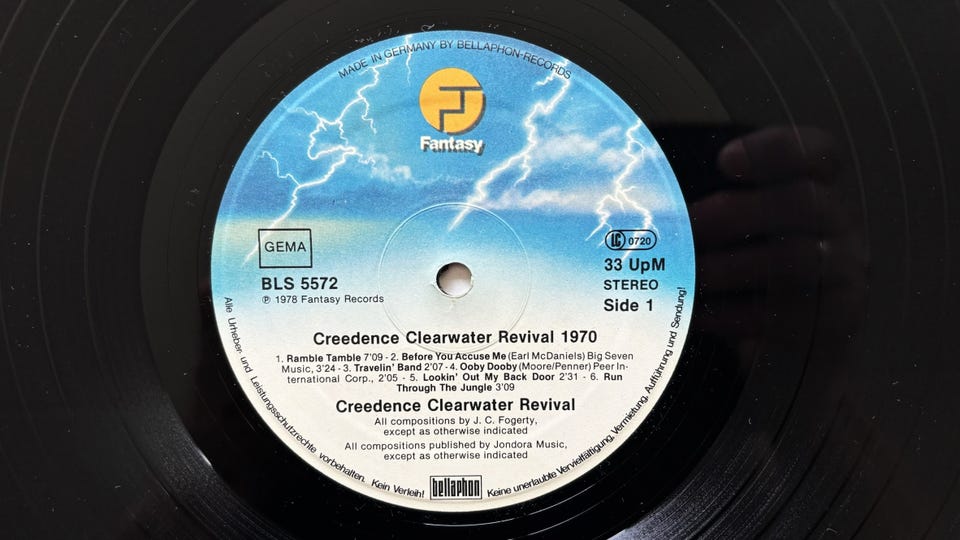 MADE IN GERMANY BY BELLAPHON-RECORDS
Fantasy
GEMA
LC 0720
BLS 5572
℗ 1978 Fantasy Records
33 UpM
STEREO
Side 1
Creedence Clearwater Revival 1970
1. Ramble Tamble 7'09 - 2. Before You Accuse Me (Earl McDaniels) Big Seven
Music, 3'24 - 3. Travelin' Band 2'07 - 4. Ooby Dooby (Moore/Penner) Peer In-
ternational Corp., 2'05 - 5. Lookin' Out My Back Door 2'31 - 6. Run
Through The Jungle 3'09
Creedence Clearwater Revival
All compositions by J. C. Fogerty,
except as otherwise indicated
All compositions published by Jondora Music,
except as otherwise indicated
bellaphon
Alle Urheber- und Leistungsschutzrechte vorbehalten. Kein Verleih! Keine unerlaubte Vervielfältigung, Vermietung, Aufführung und Sendung!